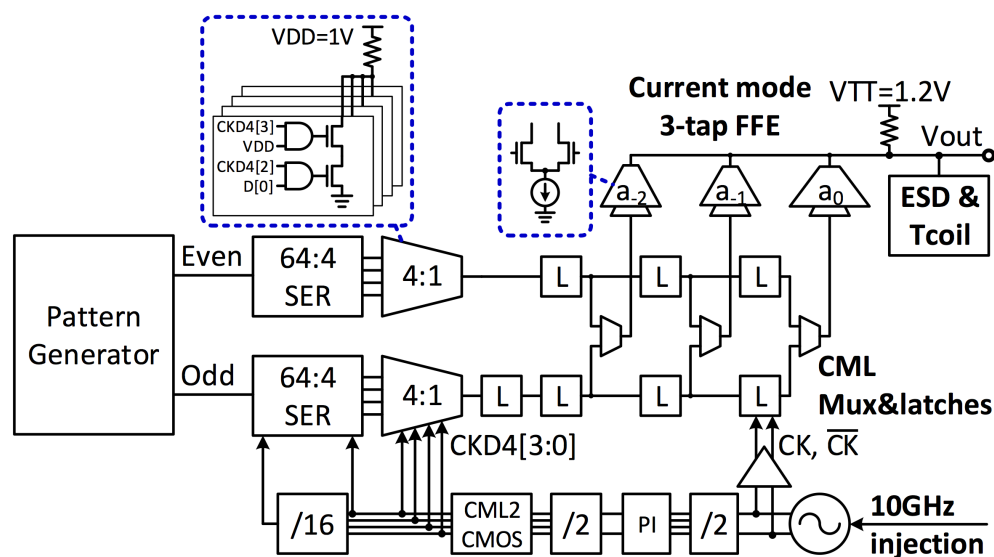 VDD=1V
CKD4[3]
VDD
CKD4[2]
D[0]
Current mode
3-tap FFE
VTT=1.2V
Vout
a-2
a-1
a0
ESD &
Tcoil
Pattern
Generator
Even
64:4
SER
4:1
L
L
L
Odd
64:4
SER
4:1
L
L
L
L
CML
Mux&latches
CKD4[3:0]
CK, C̅K̅
/16
CML2
CMOS
/2
PI
/2
10GHz
injection